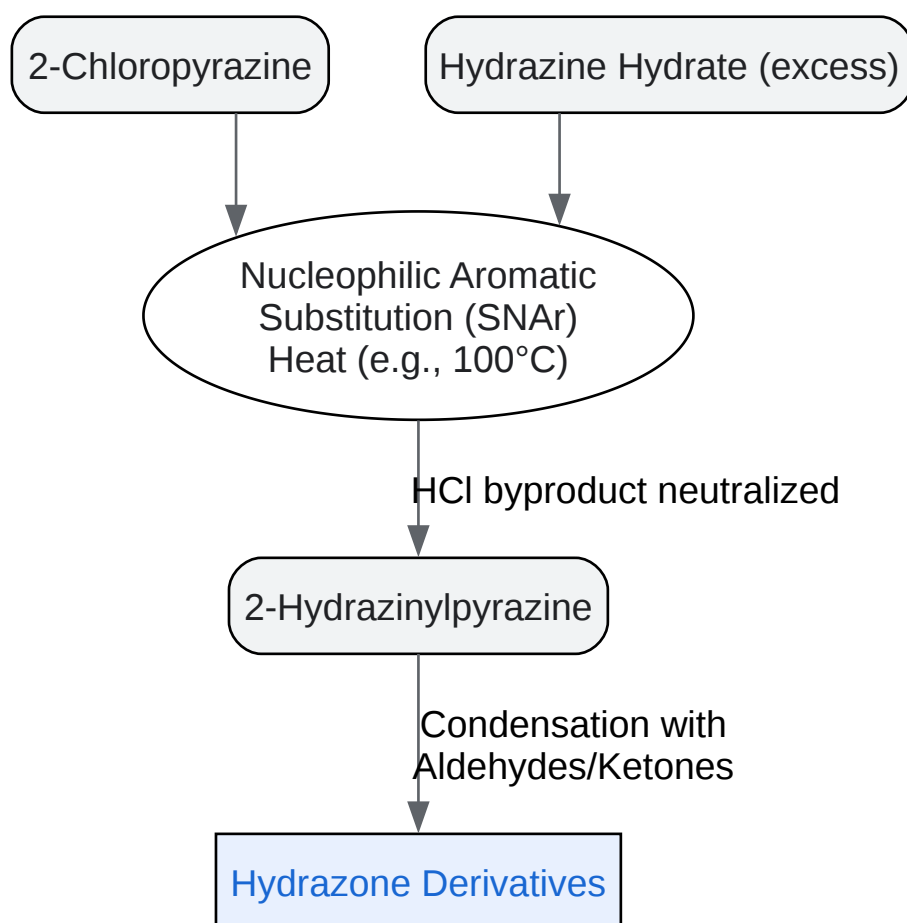 2-Chloropyrazine
Hydrazine Hydrate (excess)
Nucleophilic Aromatic
Substitution (SNAr)
Heat (e.g., 100°C)
HCl byproduct neutralized
2-Hydrazinylpyrazine
Condensation with
Aldehydes/Ketones
Hydrazone Derivatives